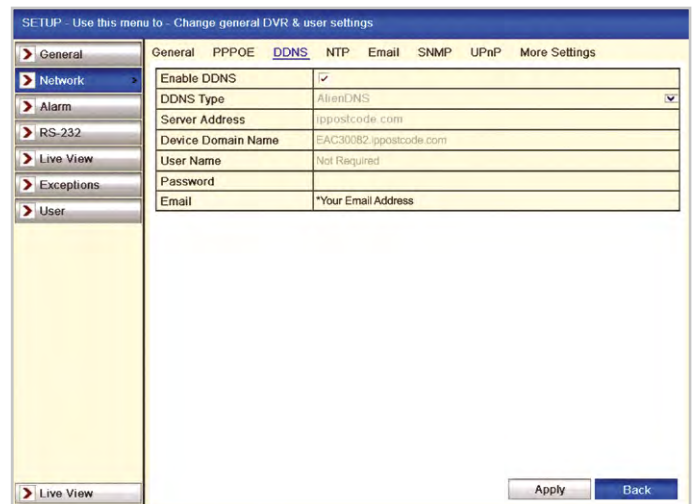 SETUP - Use this menu to - Change general DVR & user settings
General
Network
Alarm
RS-232
Live View
Exceptions
User
Live View
General PPPOE DDNS NTP Email SNMP UPnP More Settings
Enable DDNS
DDNS Type AlienDNS
Server Address ippostcode.com
Device Domain Name EAC30082.ippostcode.com
User Name Not Required
Password
Email *Your Email Address
Apply Back